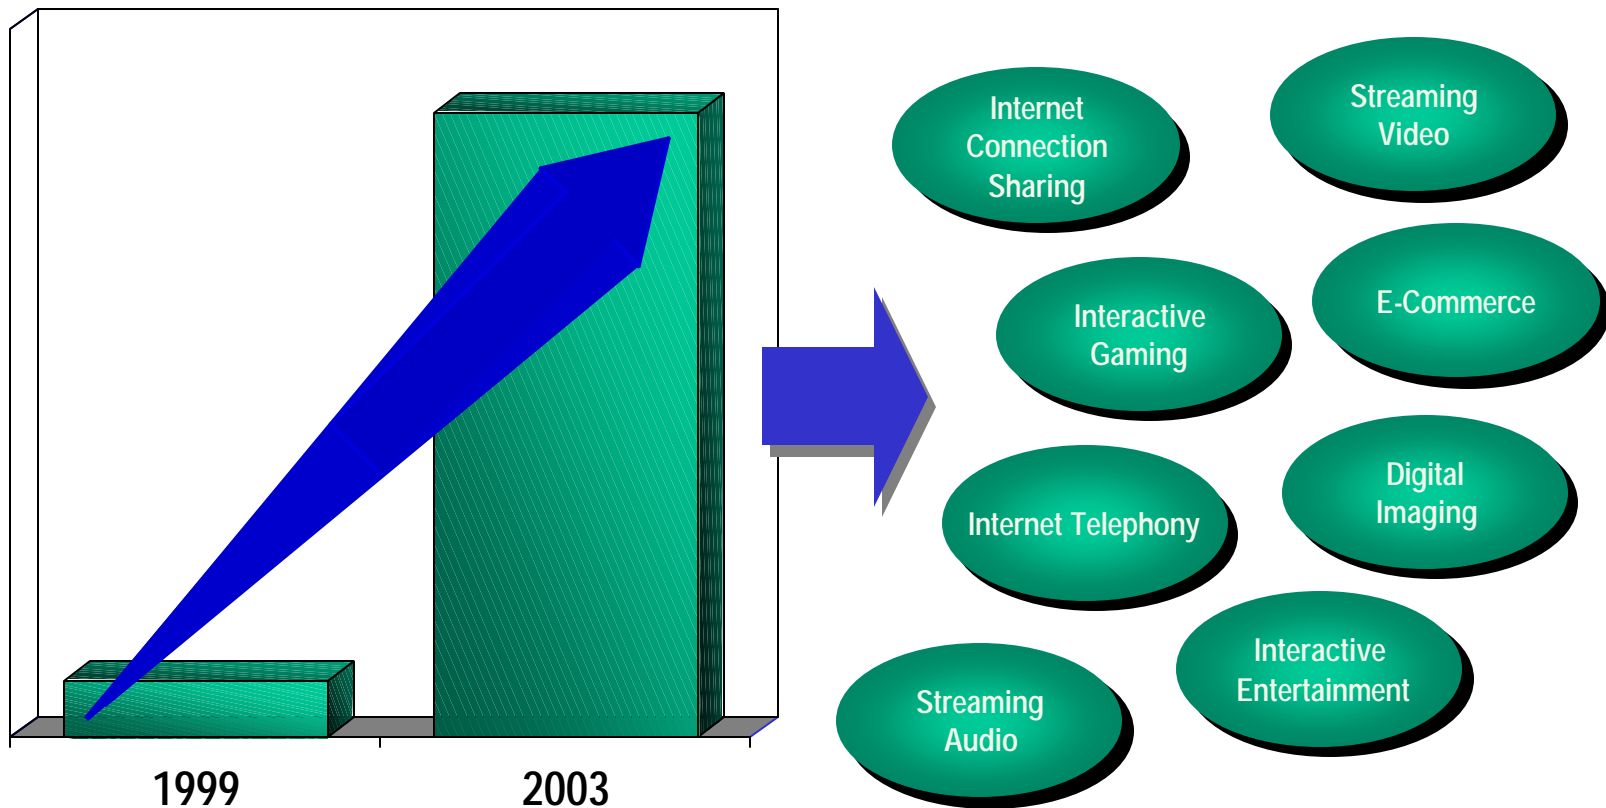 1999
2003
Internet
Connection
Sharing
Streaming
Video
Interactive
Gaming
E-Commerce
Internet Telephony
Digital
Imaging
Streaming
Audio
Interactive
Entertainment